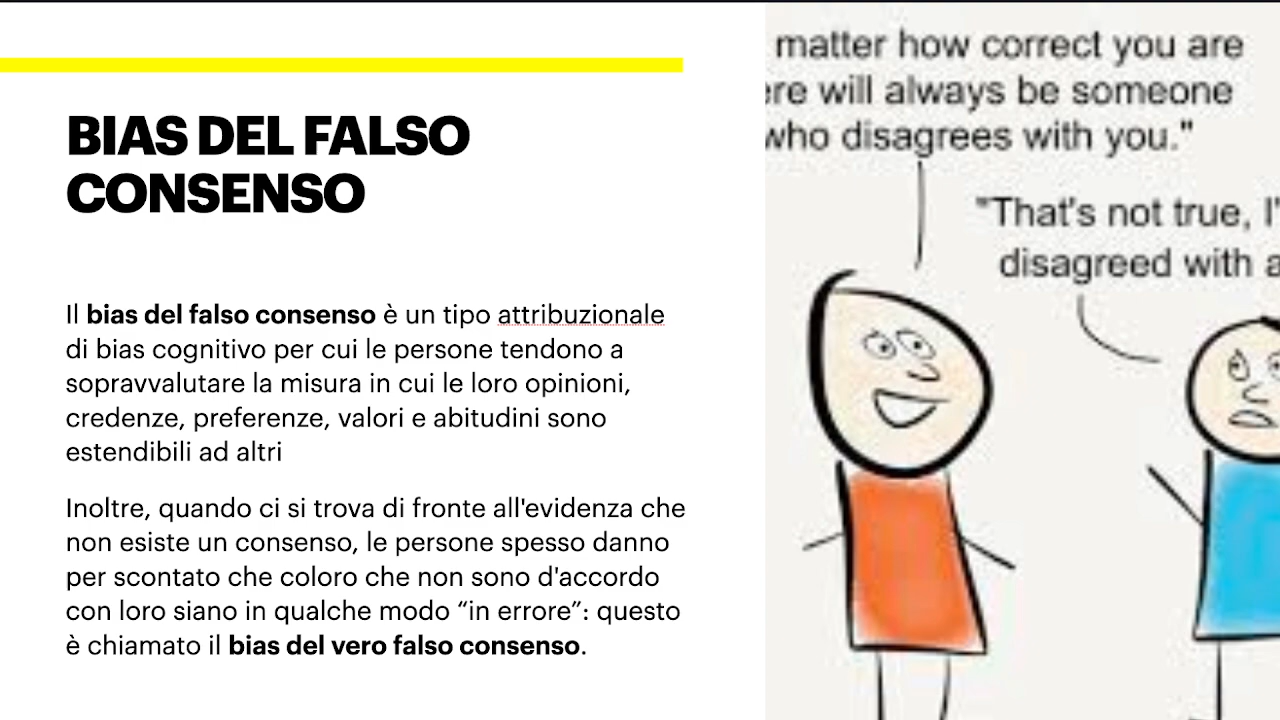 BIAS DEL FALSO
CONSENSO
Il bias del falso consenso è un tipo attribuzionale
di bias cognitivo per cui le persone tendono a
sopravvalutare la misura in cui le loro opinioni,
credenze, preferenze, valori e abitudini sono
estendibili ad altri
Inoltre, quando ci si trova di fronte all'evidenza che
non esiste un consenso, le persone spesso danno
per scontato che coloro che non sono d'accordo
con loro siano in qualche modo “in errore”: questo
è chiamato il bias del vero falso consenso.
matter how correct you are
will always be someone
who disagrees with you."
"That's not true,
disagreed with